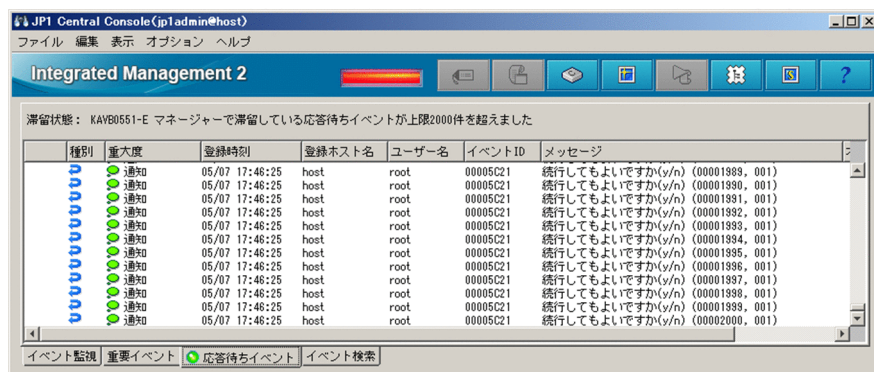 JP1 Central Console(jp1admin@host)
ファイル 編集 表示 オプション ヘルプ
Integrated Management 2
滞留状態: KAVB0551-E マネージャーで滞留している応答待ちイベントが上限2000件を超えました
種別 重大度 登録時刻 登録ホスト名 ユーザー名 イベントID メッセージ
通知 05/07 17:46:25 host root 00005C21 続行してもよいですか(y/n) (00001989, 001)
通知 05/07 17:46:25 host root 00005C21 続行してもよいですか(y/n) (00001990, 001)
通知 05/07 17:46:25 host root 00005C21 続行してもよいですか(y/n) (00001991, 001)
通知 05/07 17:46:25 host root 00005C21 続行してもよいですか(y/n) (00001992, 001)
通知 05/07 17:46:25 host root 00005C21 続行してもよいですか(y/n) (00001993, 001)
通知 05/07 17:46:25 host root 00005C21 続行してもよいですか(y/n) (00001994, 001)
通知 05/07 17:46:25 host root 00005C21 続行してもよいですか(y/n) (00001995, 001)
通知 05/07 17:46:25 host root 00005C21 続行してもよいですか(y/n) (00001996, 001)
通知 05/07 17:46:25 host root 00005C21 続行してもよいですか(y/n) (00001997, 001)
通知 05/07 17:46:25 host root 00005C21 続行してもよいですか(y/n) (00001998, 001)
通知 05/07 17:46:25 host root 00005C21 続行してもよいですか(y/n) (00001999, 001)
通知 05/07 17:46:25 host root 00005C21 続行してもよいですか(y/n) (00002000, 001)
イベント監視 重要イベント 応答待ちイベント イベント検索